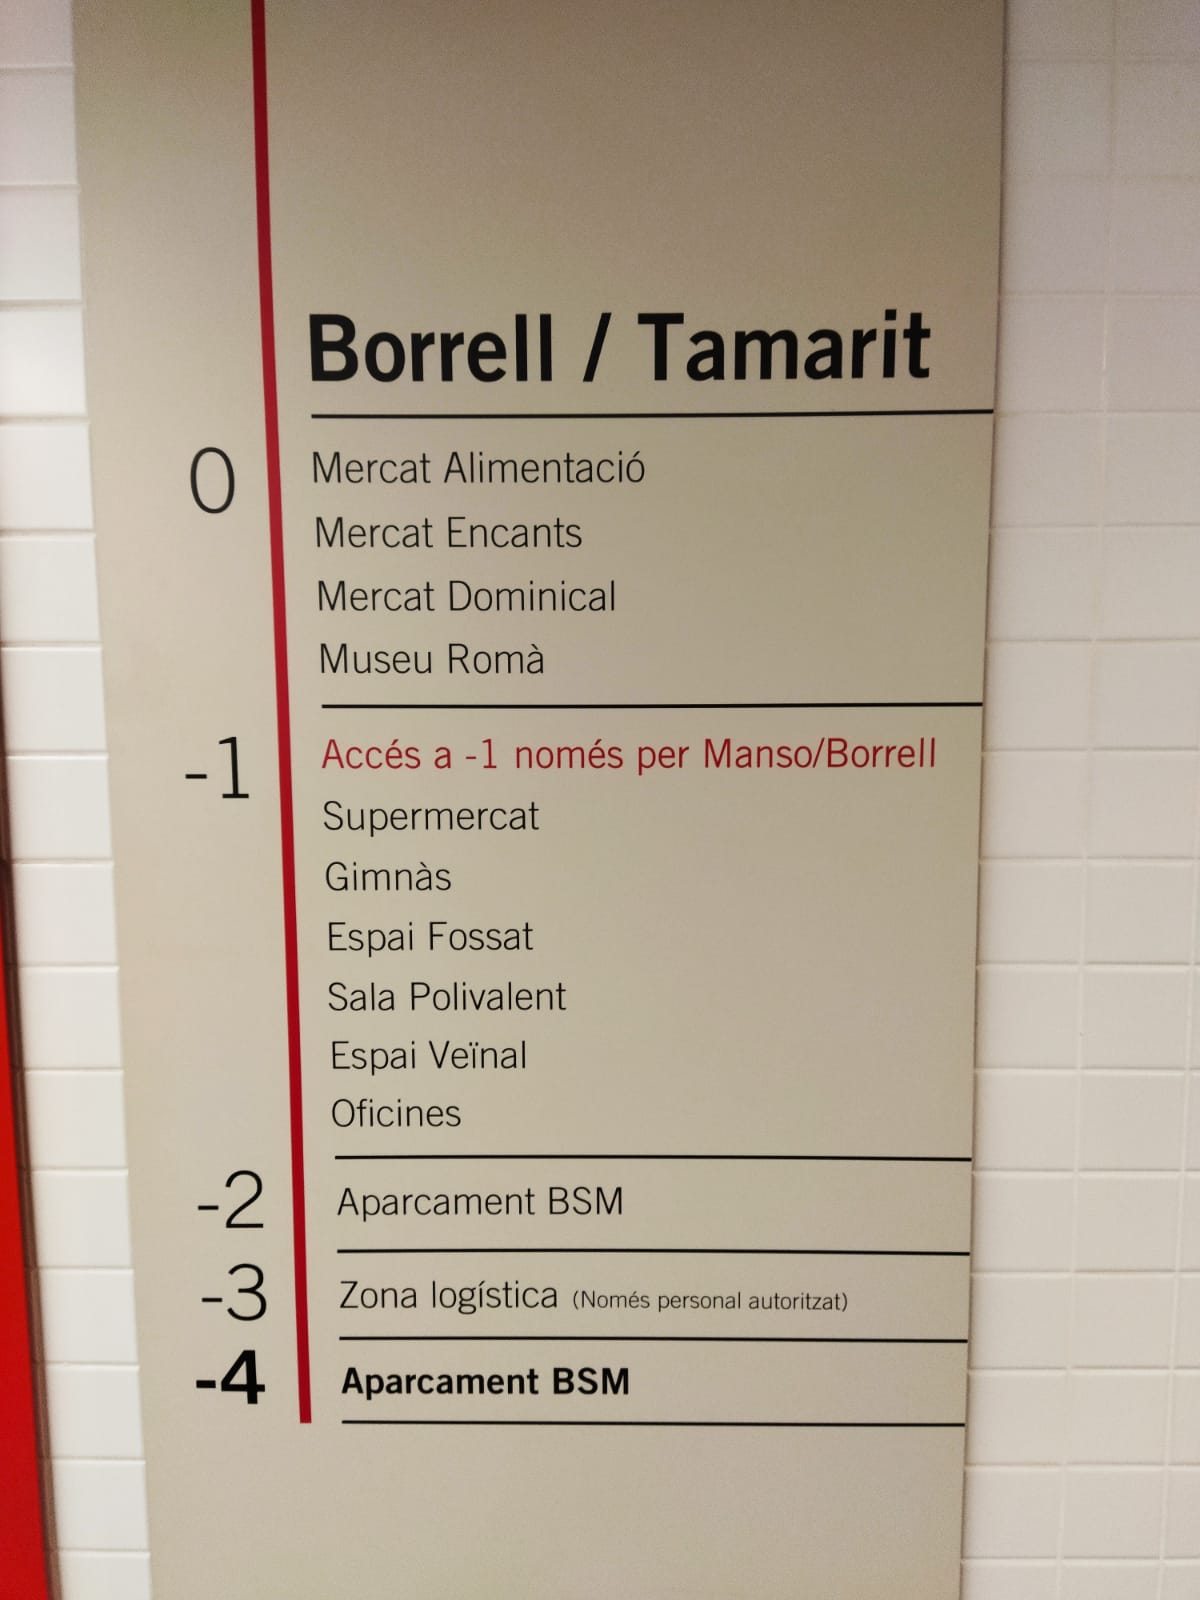 Borrell / Tamarit
0
Mercat Alimentació
Mercat Encants
Mercat Dominical
Museu Romà
-1
Accés a -1 només per Manso/Borrell
Supermercat
Gimnàs
Espai Fossat
Sala Polivalent
Espai Veïnal
Oficines
-2 Aparcament BSM
-3 Zona logística (Només personal autoritzat)
-4 Aparcament BSM